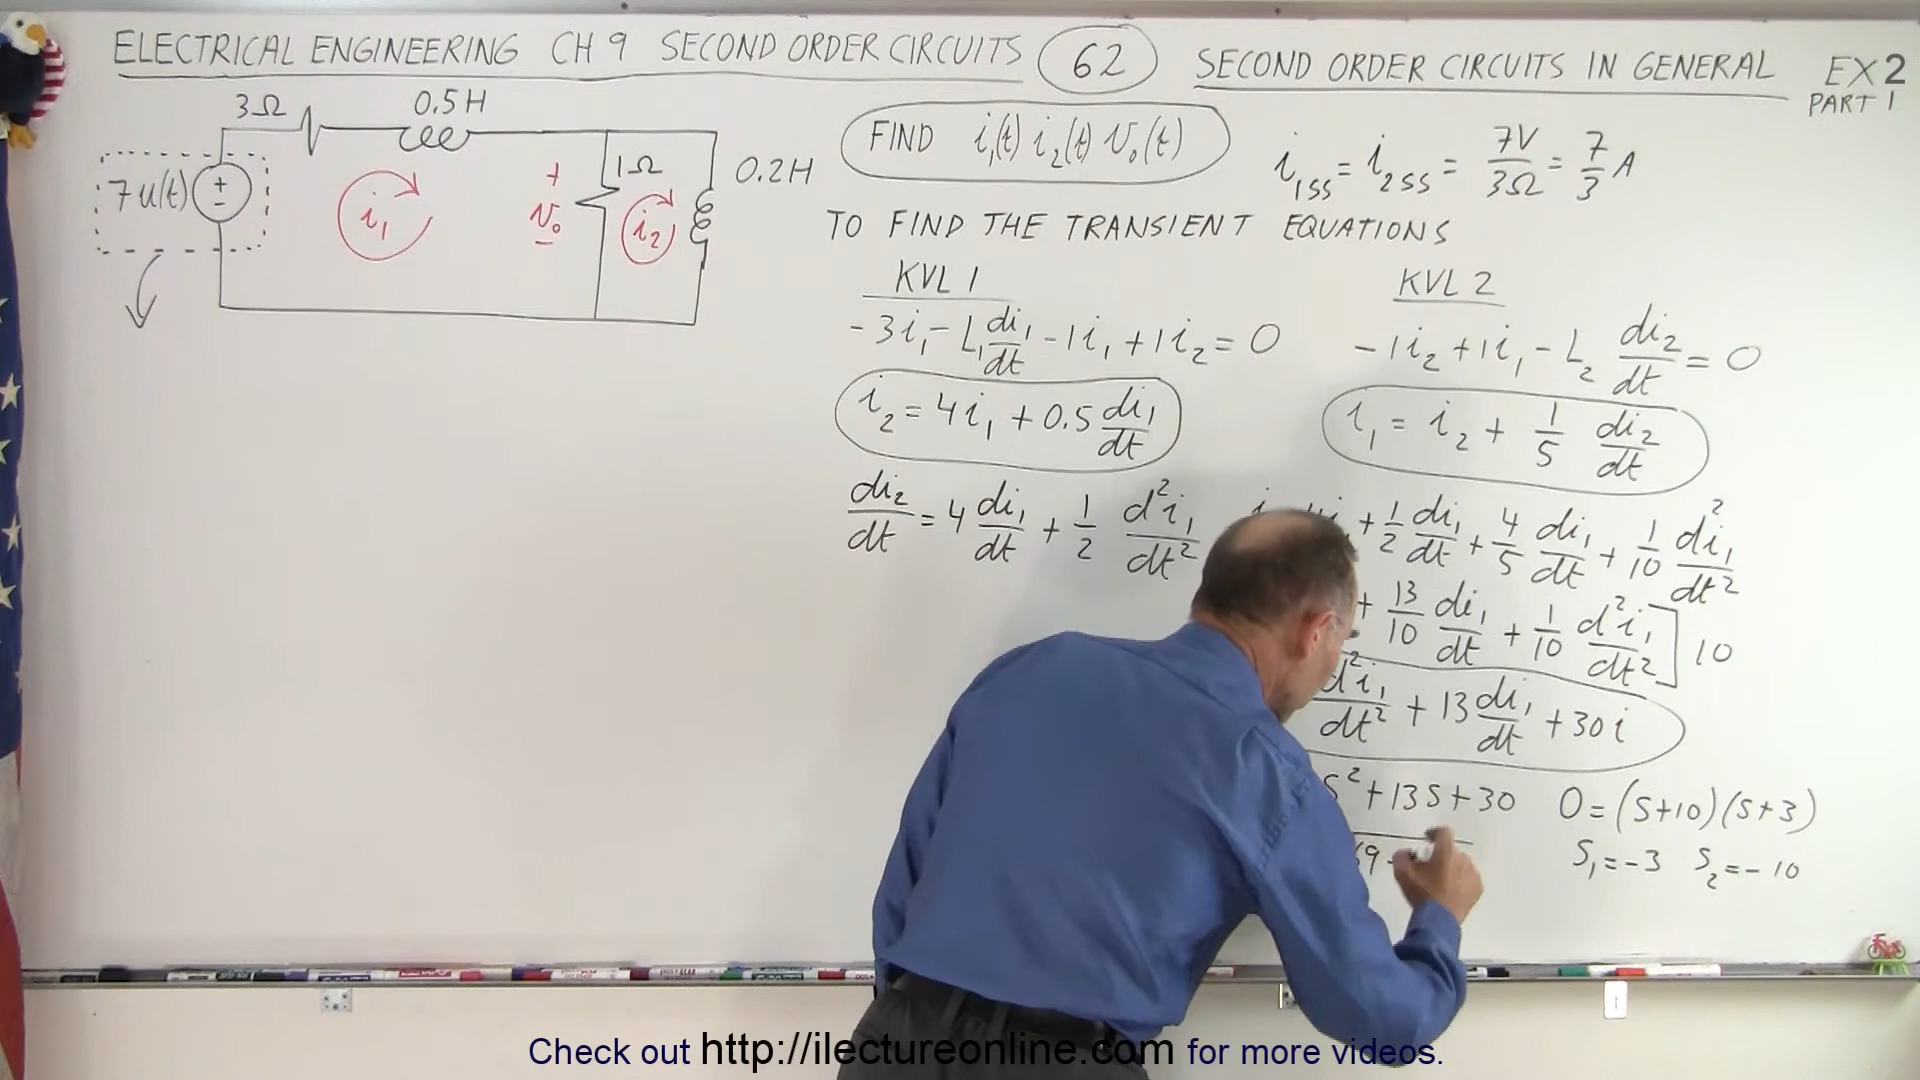 ELECTRICAL ENGINEERING CH 9 SECOND ORDER CIRCUITS 62 SECOND ORDER CIRCUITS IN GENERAL EX 2
PART 1
3Ω 0.5H
7u(t) + - i₁ + v₀ - 1Ω i₂ 0.2H
FIND i₁(t) i₂(t) v₀(t)
i₁ss = i₂ss = 7V/3Ω = 7/3 A
TO FIND THE TRANSIENT EQUATIONS
KVL 1
-3i₁ - L₁ di₁/dt - 1i₁ + 1i₂ = 0
i₂ = 4i₁ + 0.5 di₁/dt
di₂/dt = 4 di₁/dt + 1/2 d²i₁/dt²
KVL 2
-1i₂ + 1i₁ - L₂ di₂/dt = 0
i₁ = i₂ + 1/5 di₂/dt
+ 1/2 di₁/dt + 4/5 di₁/dt + 1/10 d²i₁/dt²
+ 13/10 di₁/dt + 1/10 d²i₁/dt² ] 10
d²i₁/dt² + 13 di₁/dt + 30i
S² + 13S + 30 0 = (S+10)(S+3)
69 - S₁ = -3 S₂ = -10
Check out http://ilectureonline.com for more videos.